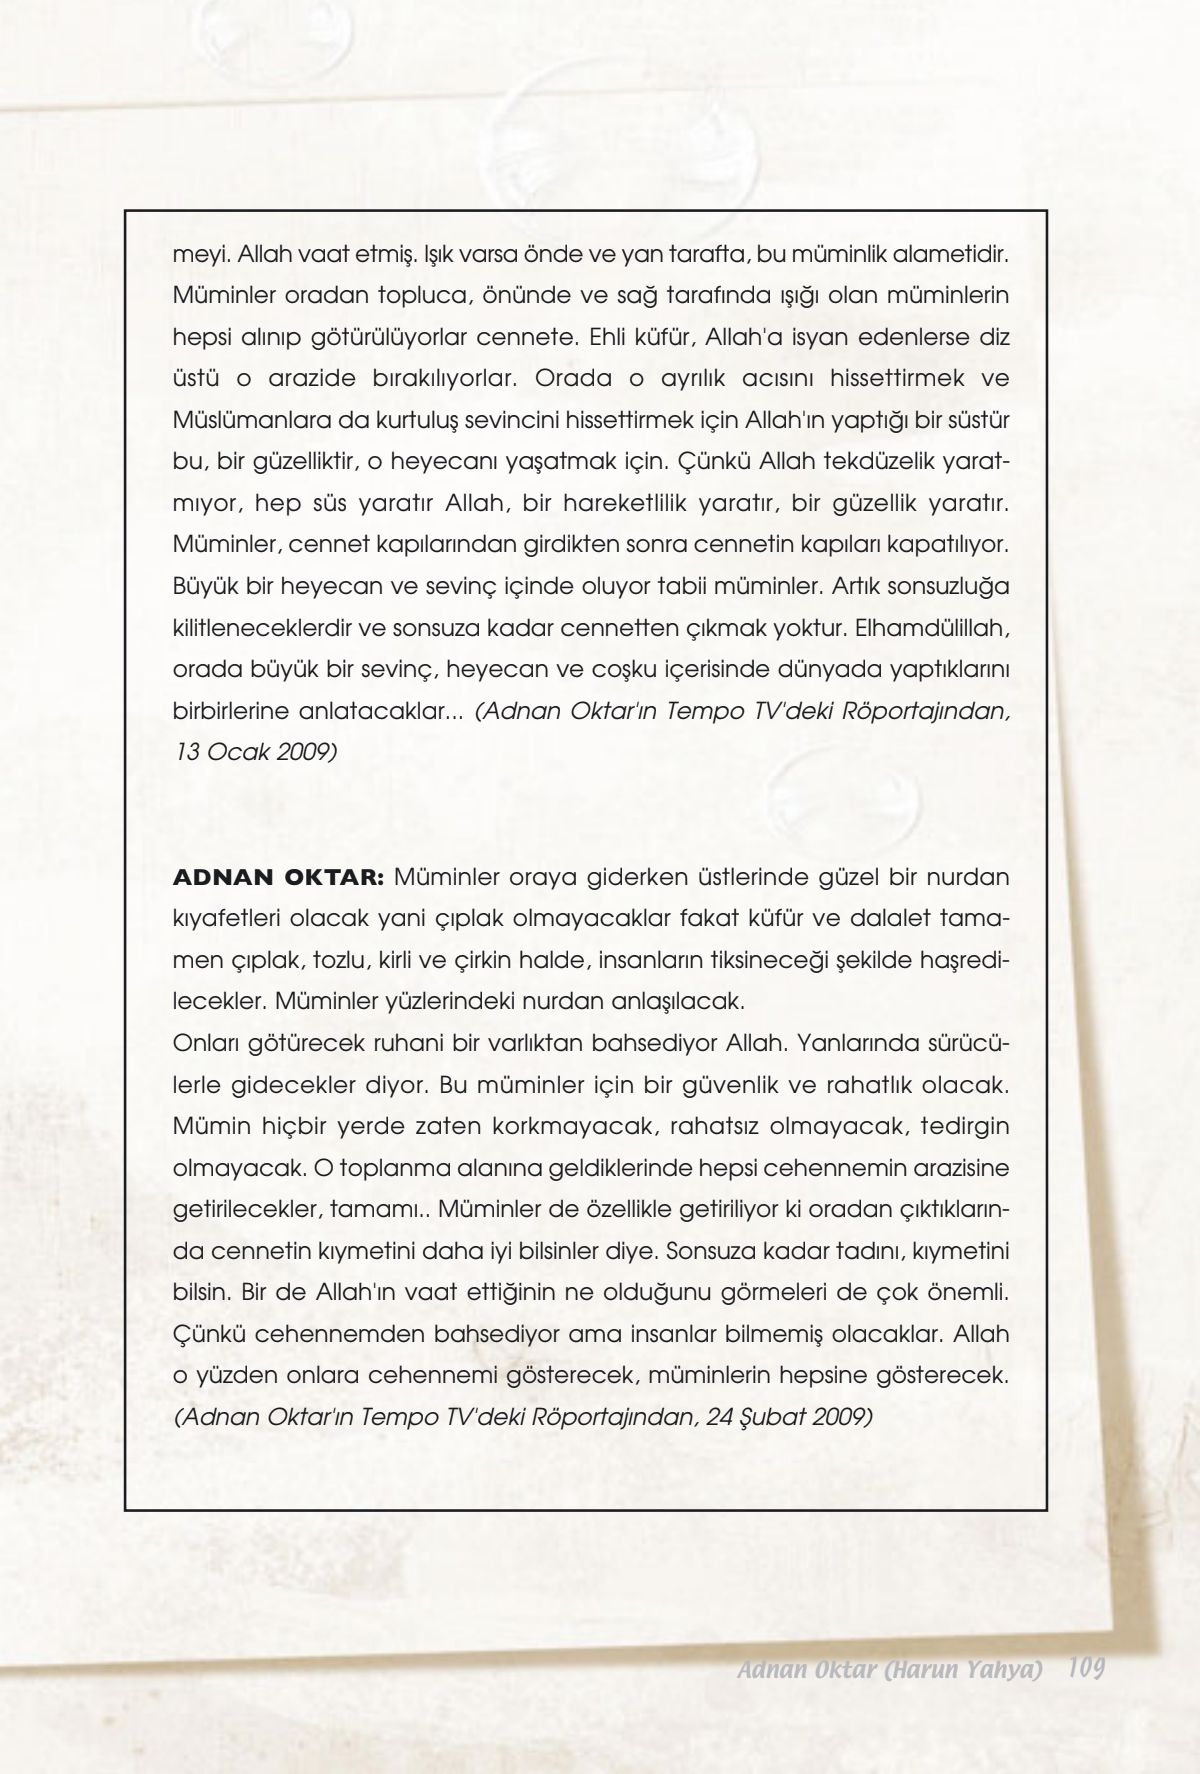 meyi. Allah vaat etmiş. Işık varsa önde ve yan tarafta, bu müminlik alametidir.
Müminler oradan topluca, önünde ve sağ tarafında ışığı olan müminlerin
hepsi alınıp götürülüyorlar cennete. Ehli küfür, Allah'a isyan edenlerse diz
üstü o arazide bırakılıyorlar. Orada o ayrılık acısını hissettirmek ve
Müslümanlara da kurtuluş sevincini hissettirmek için Allah'ın yaptığı bir süstür
bu, bir güzelliktir, o heyecanı yaşatmak için. Çünkü Allah tekdüzelik yarat-
mıyor, hep süs yaratır Allah, bir hareketlilik yaratır, bir güzellik yaratır.
Müminler, cennet kapılarından girdikten sonra cennetin kapıları kapatılıyor.
Büyük bir heyecan ve sevinç içinde oluyor tabii müminler. Artık sonsuzluğa
kilitleneceklerdir ve sonsuza kadar cennetten çıkmak yoktur. Elhamdülillah,
orada büyük bir sevinç, heyecan ve coşku içerisinde dünyada yaptıklarını
birbirlerine anlatacaklar... (Adnan Oktar'ın Tempo TV'deki Röportajından,
13 Ocak 2009)
ADNAN OKTAR: Müminler oraya giderken üstlerinde güzel bir nurdan
kıyafetleri olacak yani çıplak olmayacaklar fakat küfür ve dalalet tama-
men çıplak, tozlu, kirli ve çirkin halde, insanların tiksineceği şekilde haşredi-
lecekler. Müminler yüzlerindeki nurdan anlaşılacak.
Onları götürecek ruhani bir varlıktan bahsediyor Allah. Yanlarında sürücü-
lerle gidecekler diyor. Bu müminler için bir güvenlik ve rahatlık olacak.
Mümin hiçbir yerde zaten korkmayacak, rahatsız olmayacak, tedirgin
olmayacak. O toplanma alanına geldiklerinde hepsi cehennemin arazisine
getirilecekler, tamamı.. Müminler de özellikle getiriliyor ki oradan çıktıkların-
da cennetin kıymetini daha iyi bilsinler diye. Sonsuza kadar tadını, kıymetini
bilsin. Bir de Allah'ın vaat ettiğinin ne olduğunu görmeleri de çok önemli.
Çünkü cehennemden bahsediyor ama insanlar bilmemiş olacaklar. Allah
o yüzden onlara cehennemi gösterecek, müminlerin hepsine gösterecek.
(Adnan Oktar'ın Tempo TV'deki Röportajından, 24 Şubat 2009)
Adnan Oktar (Harun Yahya) 109